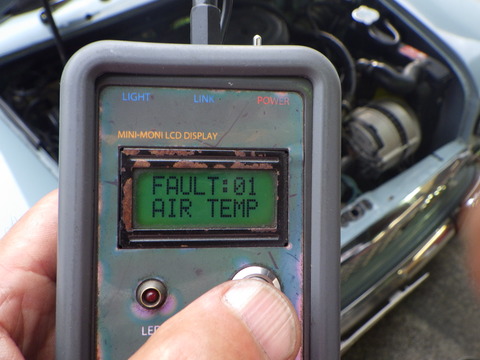 LIGHT LINK POWER
MINI-MONI LCD DISPLAY
FAULT:01
AIR TEMP